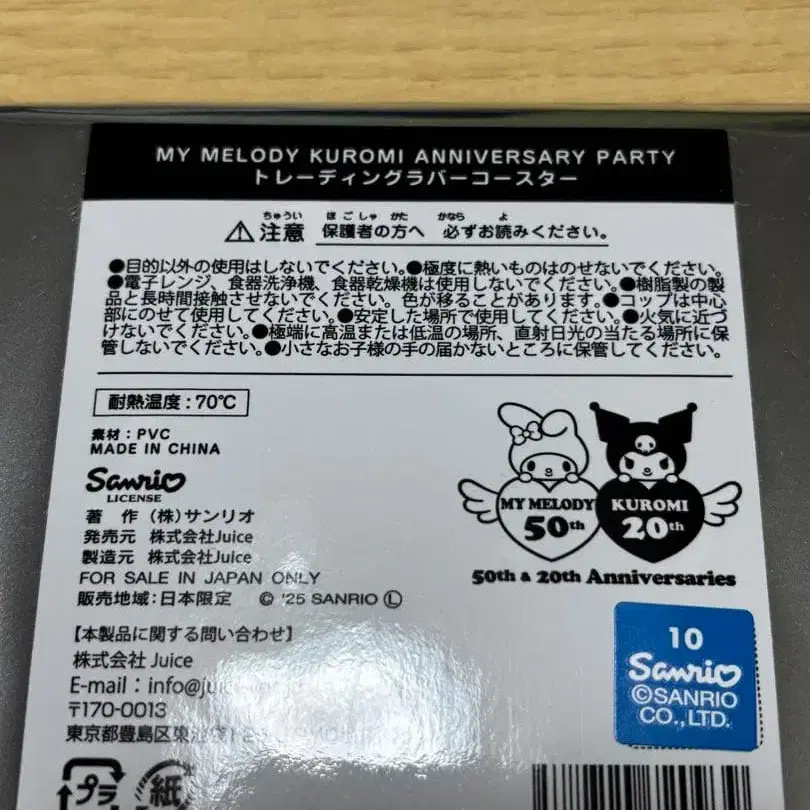 MY MELODY KUROMI ANNIVERSARY PARTY
トレーディングラバーコースター
ちゅうい ほごしゃ かた かなら よ
⚠注意 保護者の方へ 必ずお読みください。
●目的以外の使用はしないでください。●極度に熱いものはのせないでください。
●電子レンジ、食器洗浄機、食器乾燥機は使用しないでください。●樹脂製の製
品と長時間接触させないでください。色が移ることがあります。●コップは中心
部にのせて使用してください。●安定した場所で使用してください。●火気に近づ
けないでください。●極端に高温または低温の場所、直射日光の当たる場所に保
管しないでください。●小さなお子様の手の届かないところに保管してください。
耐熱温度:70℃
素材:PVC
MADE IN CHINA
Sanrio
LICENSE
著 作 (株)サンリオ
発売元 株式会社Juice
製造元 株式会社Juice
FOR SALE IN JAPAN ONLY
販売地域:日本限定 © '25 SANRIO Ⓛ
MY MELODY
50th
KUROMI
20th
50th & 20th Anniversaries
【本製品に関する問い合わせ】
株式会社 Juice
E-mail : info@
〒170-0013
東京都豊島区東
10
Sanrio
©SANRIO
CO.,LTD.
プラ
紙